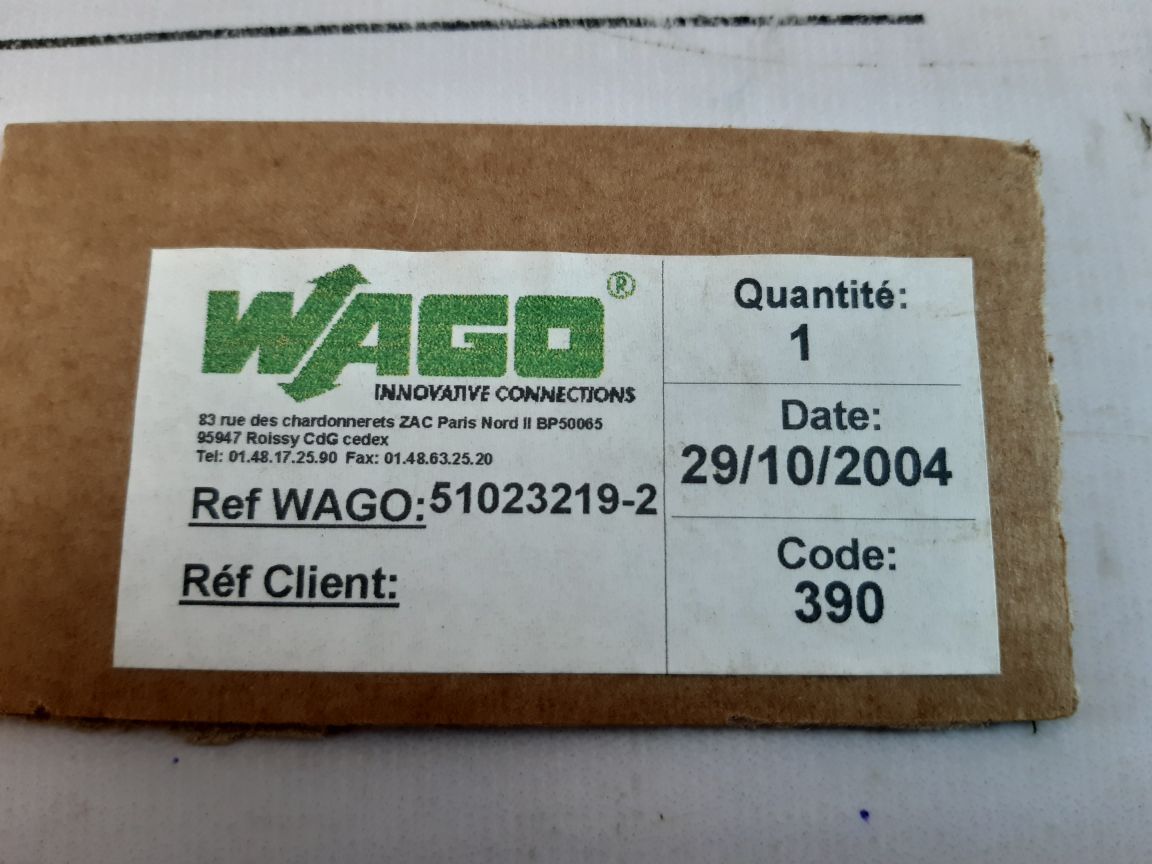 WAGO®
INNOVATIVE CONNECTIONS
83 rue des chardonnerets ZAC Paris Nord II BP50065
95947 Roissy CdG cedex
Tel: 01.48.17.25.90 Fax: 01.48.63.25.20
Ref WAGO:51023219-2
Réf Client:
Quantité:
1
Date:
29/10/2004
Code:
390